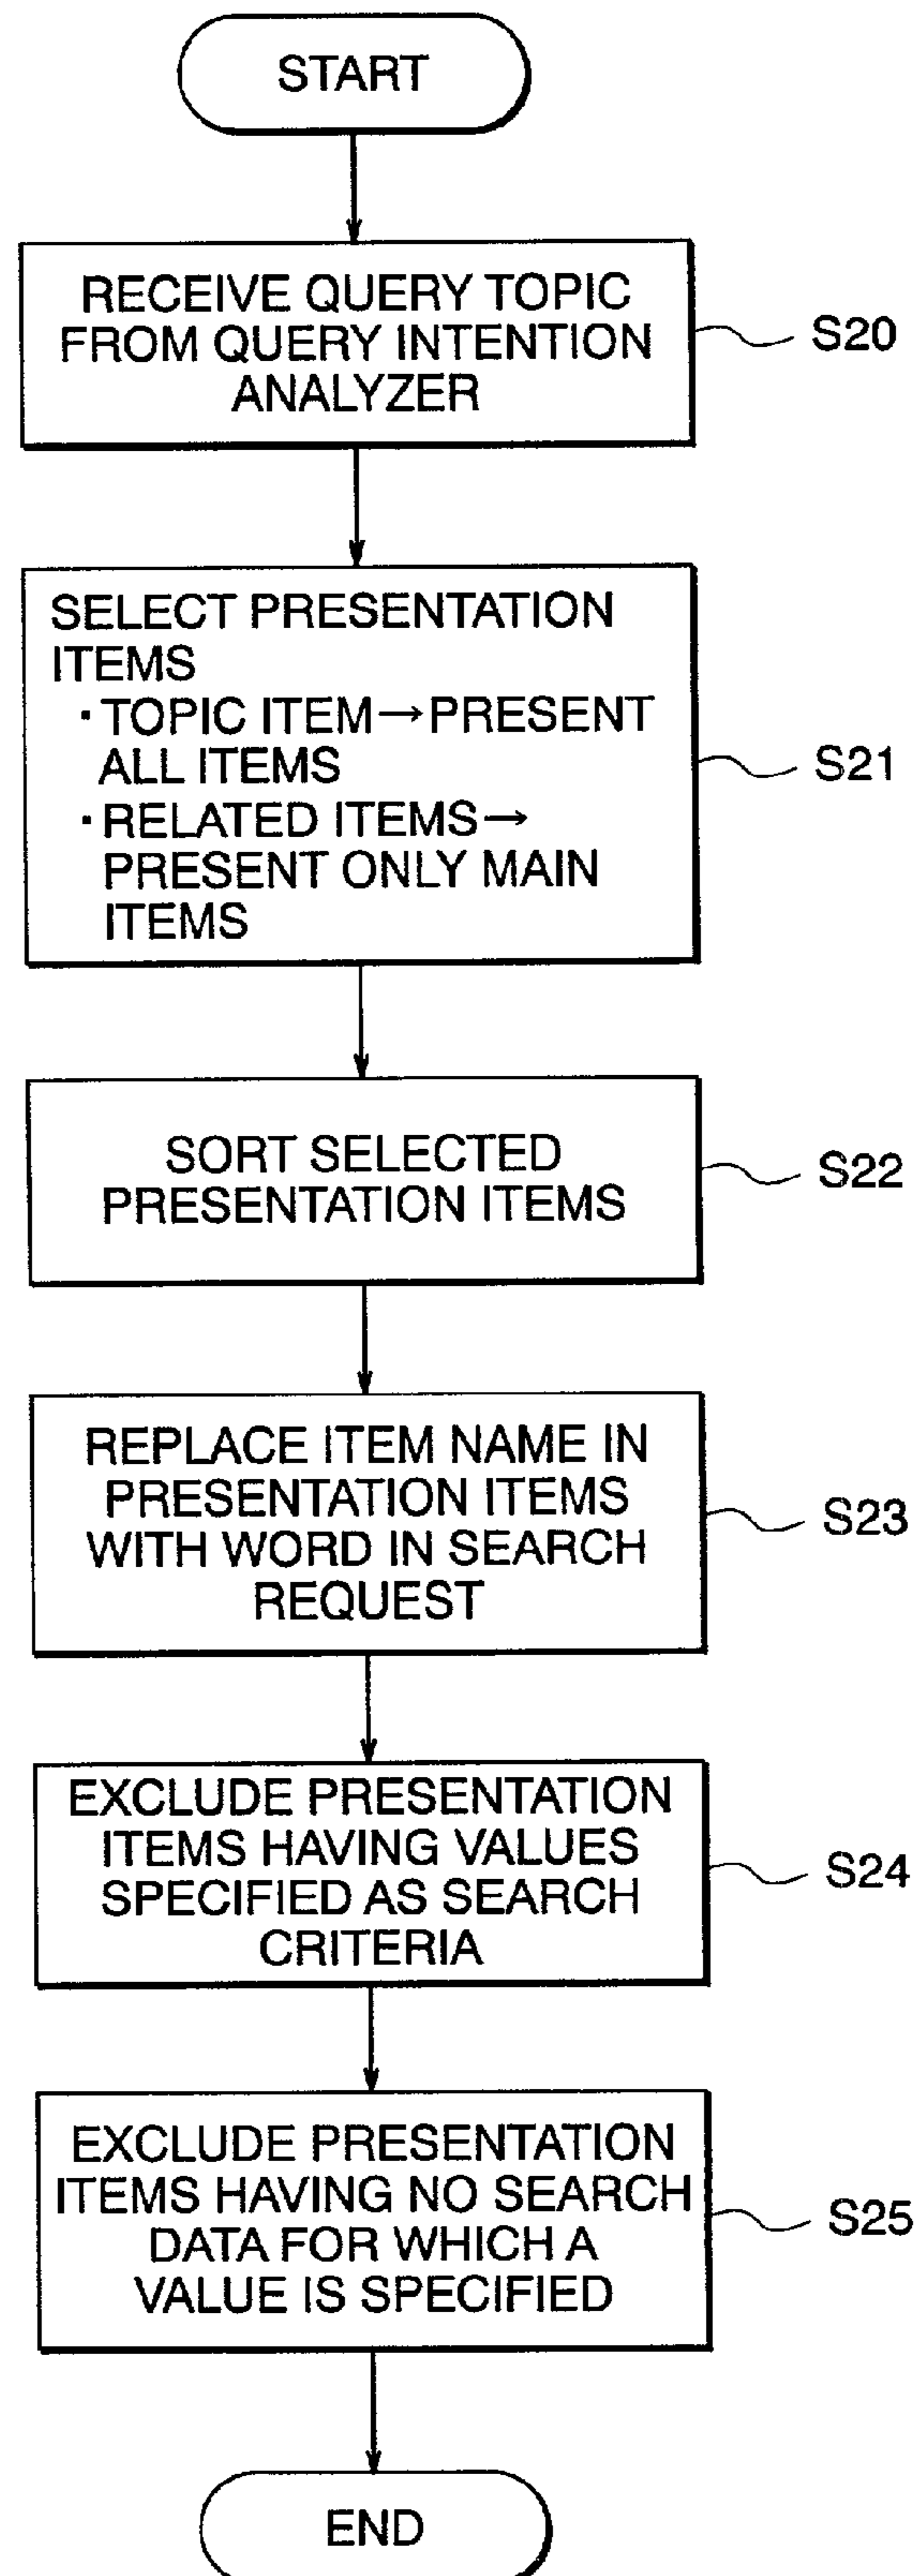 START
RECEIVE QUERY TOPIC
FROM QUERY INTENTION
ANALYZER
S20
SELECT PRESENTATION
ITEMS
・TOPIC ITEM→PRESENT
ALL ITEMS
・RELATED ITEMS→
PRESENT ONLY MAIN
ITEMS
S21
SORT SELECTED
PRESENTATION ITEMS
S22
REPLACE ITEM NAME IN
PRESENTATION ITEMS
WITH WORD IN SEARCH
REQUEST
S23
EXCLUDE PRESENTATION
ITEMS HAVING VALUES
SPECIFIED AS SEARCH
CRITERIA
S24
EXCLUDE PRESENTATION
ITEMS HAVING NO SEARCH
DATA FOR WHICH A
VALUE IS SPECIFIED
S25
END